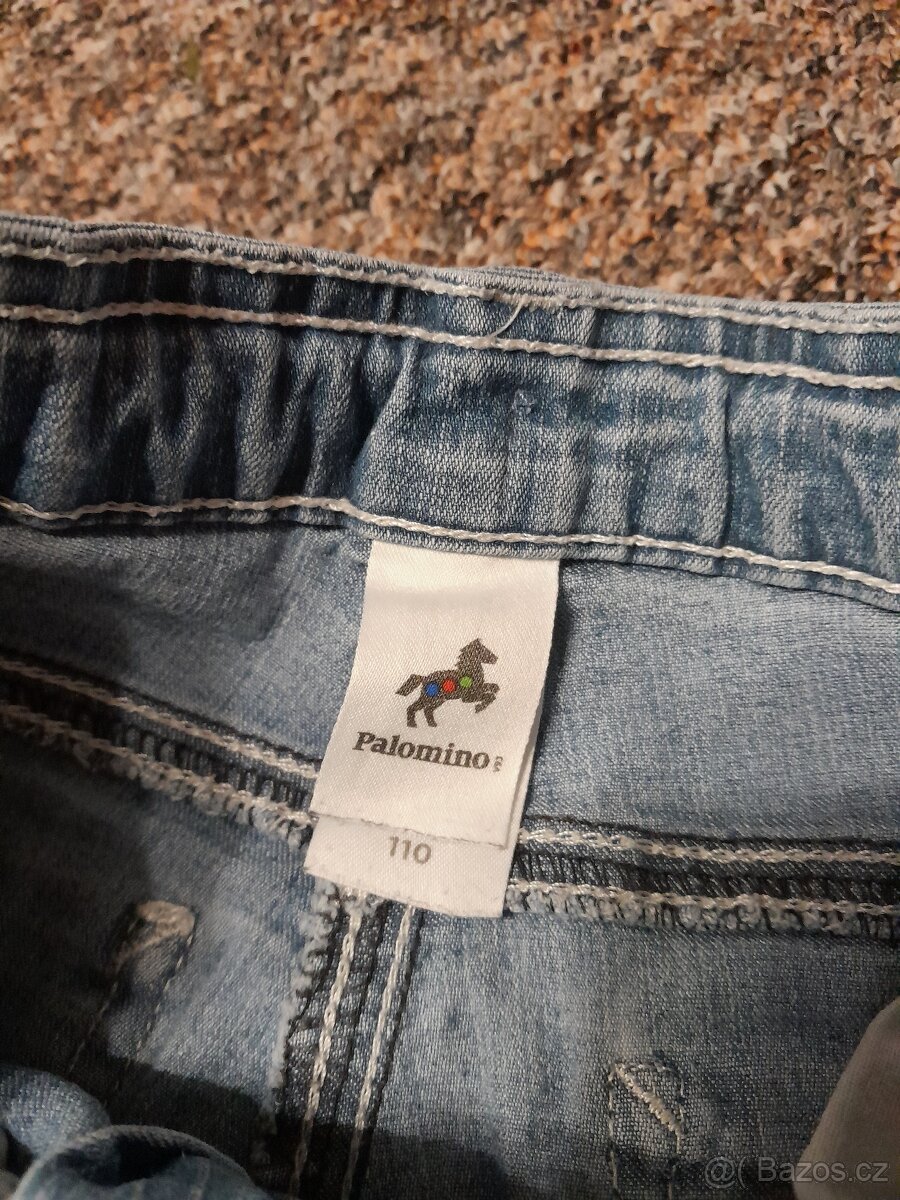 Palomino
C&A
110
@( Bazos.cz